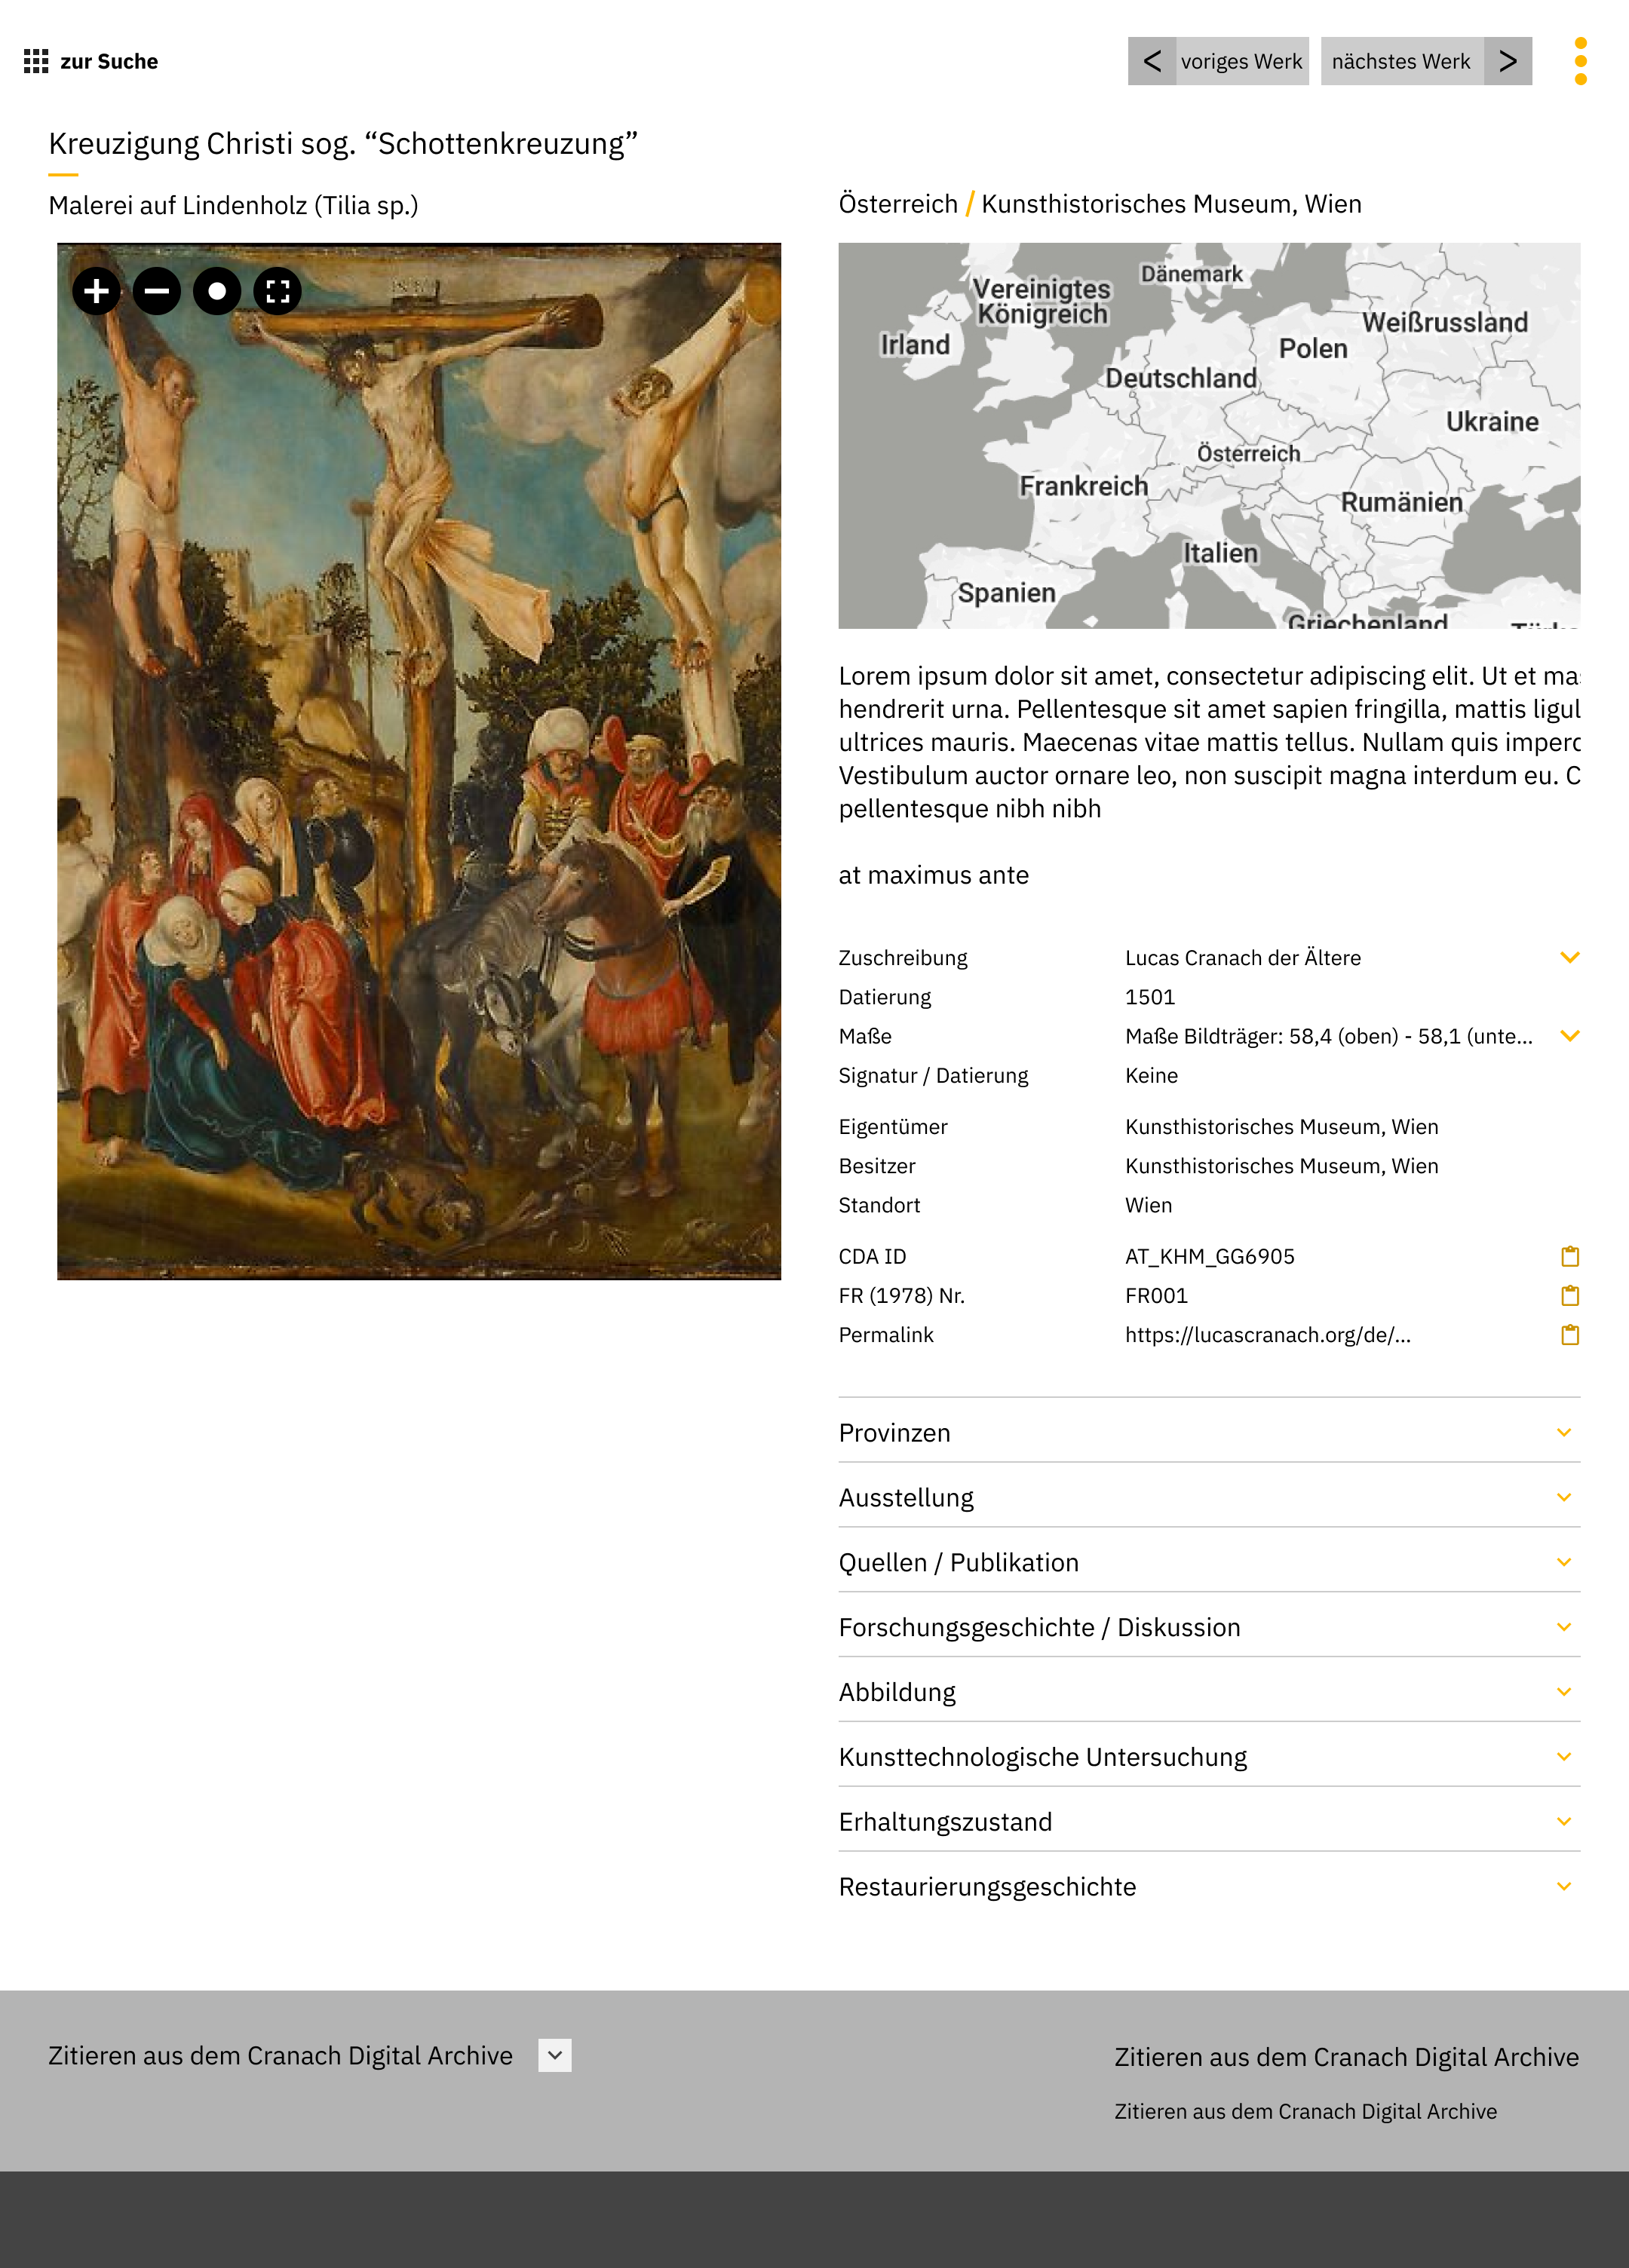 zur Suche
< voriges Werk
nächstes Werk >
Kreuzigung Christi sog. “Schottenkreuzung”
Malerei auf Lindenholz (Tilia sp.)
Österreich / Kunsthistorisches Museum, Wien
Dänemark
Vereinigtes
Königreich
Weißrussland
Irland
Polen
Deutschland
Ukraine
Österreich
Frankreich
Rumänien
Italien
Spanien
Griechenland
Lorem ipsum dolor sit amet, consectetur adipiscing elit. Ut et
hendrerit urna. Pellentesque sit amet sapien fringilla, mattis
ultrices mauris. Maecenas vitae mattis tellus. Nullam quis
Vestibulum auctor ornare leo, non suscipit magna interdum eu. C
pellentesque nibh nibh
at maximus ante
Zuschreibung Lucas Cranach der Ältere
Datierung 1501
Maße Maße Bildträger: 58,4 (oben) - 58,1 (unte...
Signatur / Datierung Keine
Eigentümer Kunsthistorisches Museum, Wien
Besitzer Kunsthistorisches Museum, Wien
Standort Wien
CDA ID AT_KHM_GG6905
FR (1978) Nr. FR001
Permalink https://lucascranach.org/de/...
Provinzen
Ausstellung
Quellen / Publikation
Forschungsgeschichte / Diskussion
Abbildung
Kunsttechnologische Untersuchung
Erhaltungszustand
Restaurierungsgeschichte
Zitieren aus dem Cranach Digital Archive
Zitieren aus dem Cranach Digital Archive
Zitieren aus dem Cranach Digital Archive